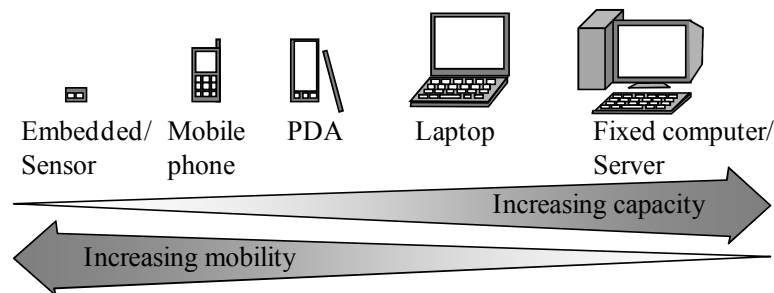 Embedded/
Sensor
Mobile
phone
PDA
Laptop
Fixed computer/
Server
Increasing capacity
Increasing mobility